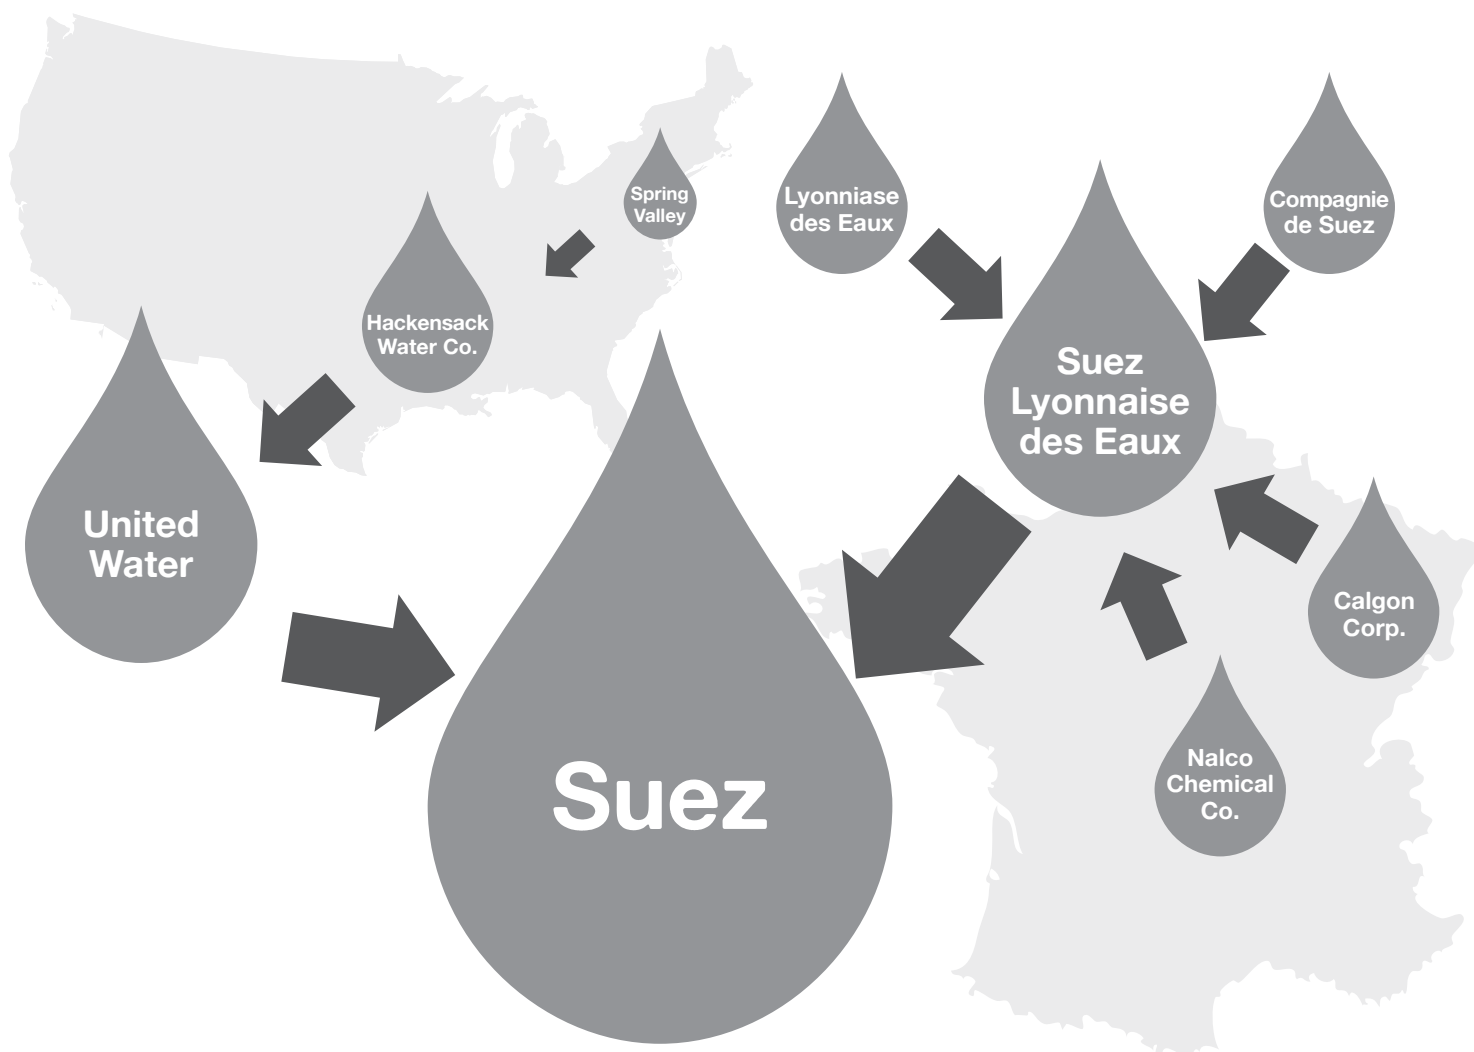 Spring
Valley
Hackensack
Water Co.
United
Water
Lyonniase
des Eaux
Compagnie
de Suez
Suez
Lyonnaise
des Eaux
Calgon
Corp.
Nalco
Chemical
Co.
Suez